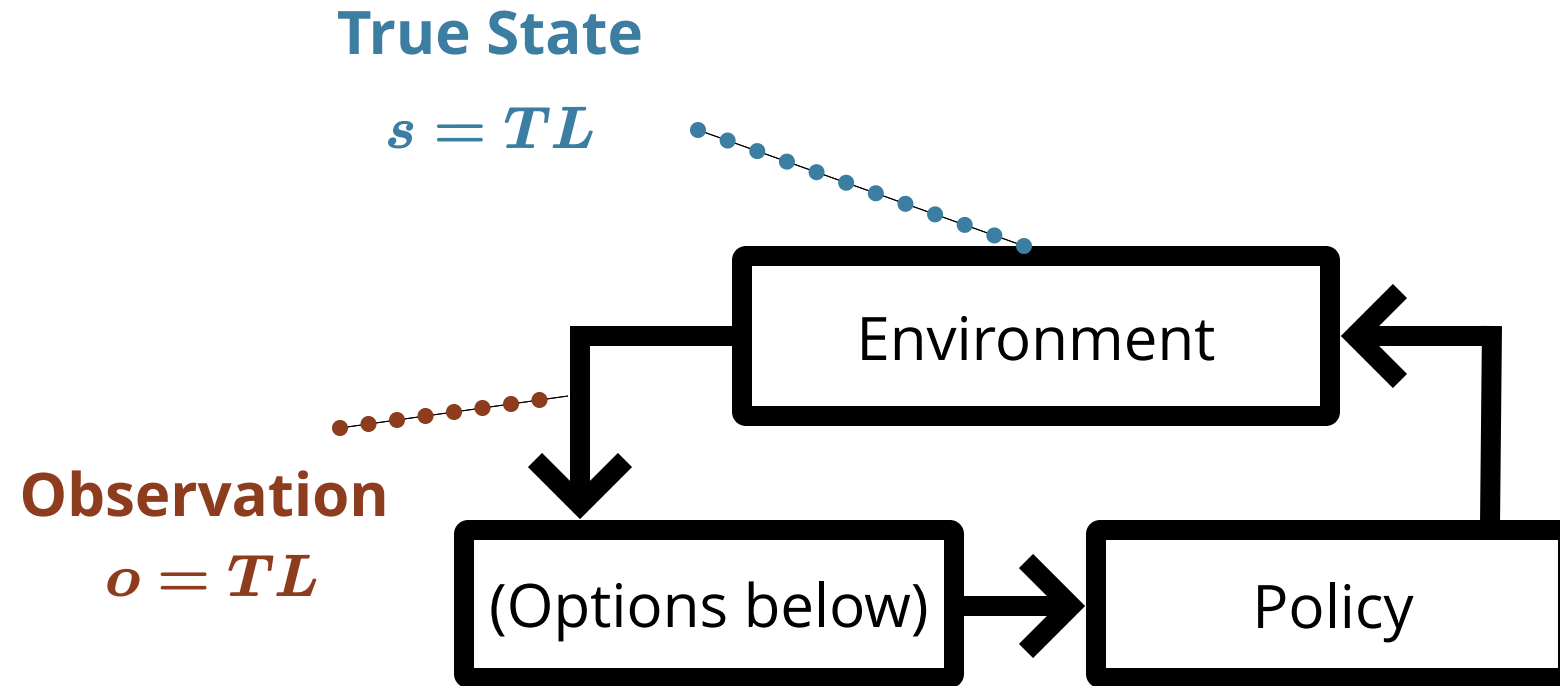 True State
s = TL
Environment
Observation
o = TL
(Options below)
Policy